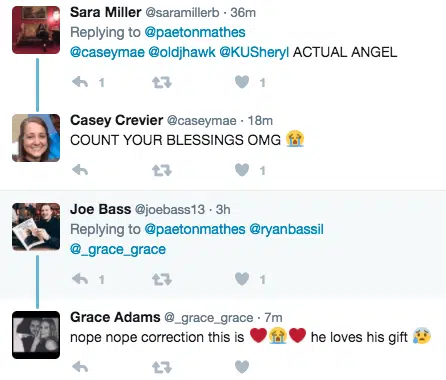 Sara Miller @saramillerb · 36m
Replying to @paetonmathes
@caseymae @oldjhawk @KUSheryl ACTUAL ANGEL
1 1
Casey Crevier @caseymae · 18m
COUNT YOUR BLESSINGS OMG 😭
1
Joe Bass @joebass13 · 3h
Replying to @paetonmathes @ryanbassil
@_grace_grace
1 1
Grace Adams @_grace_grace · 7m
nope nope correction this is ❤️😭❤️ he loves his gift 😰